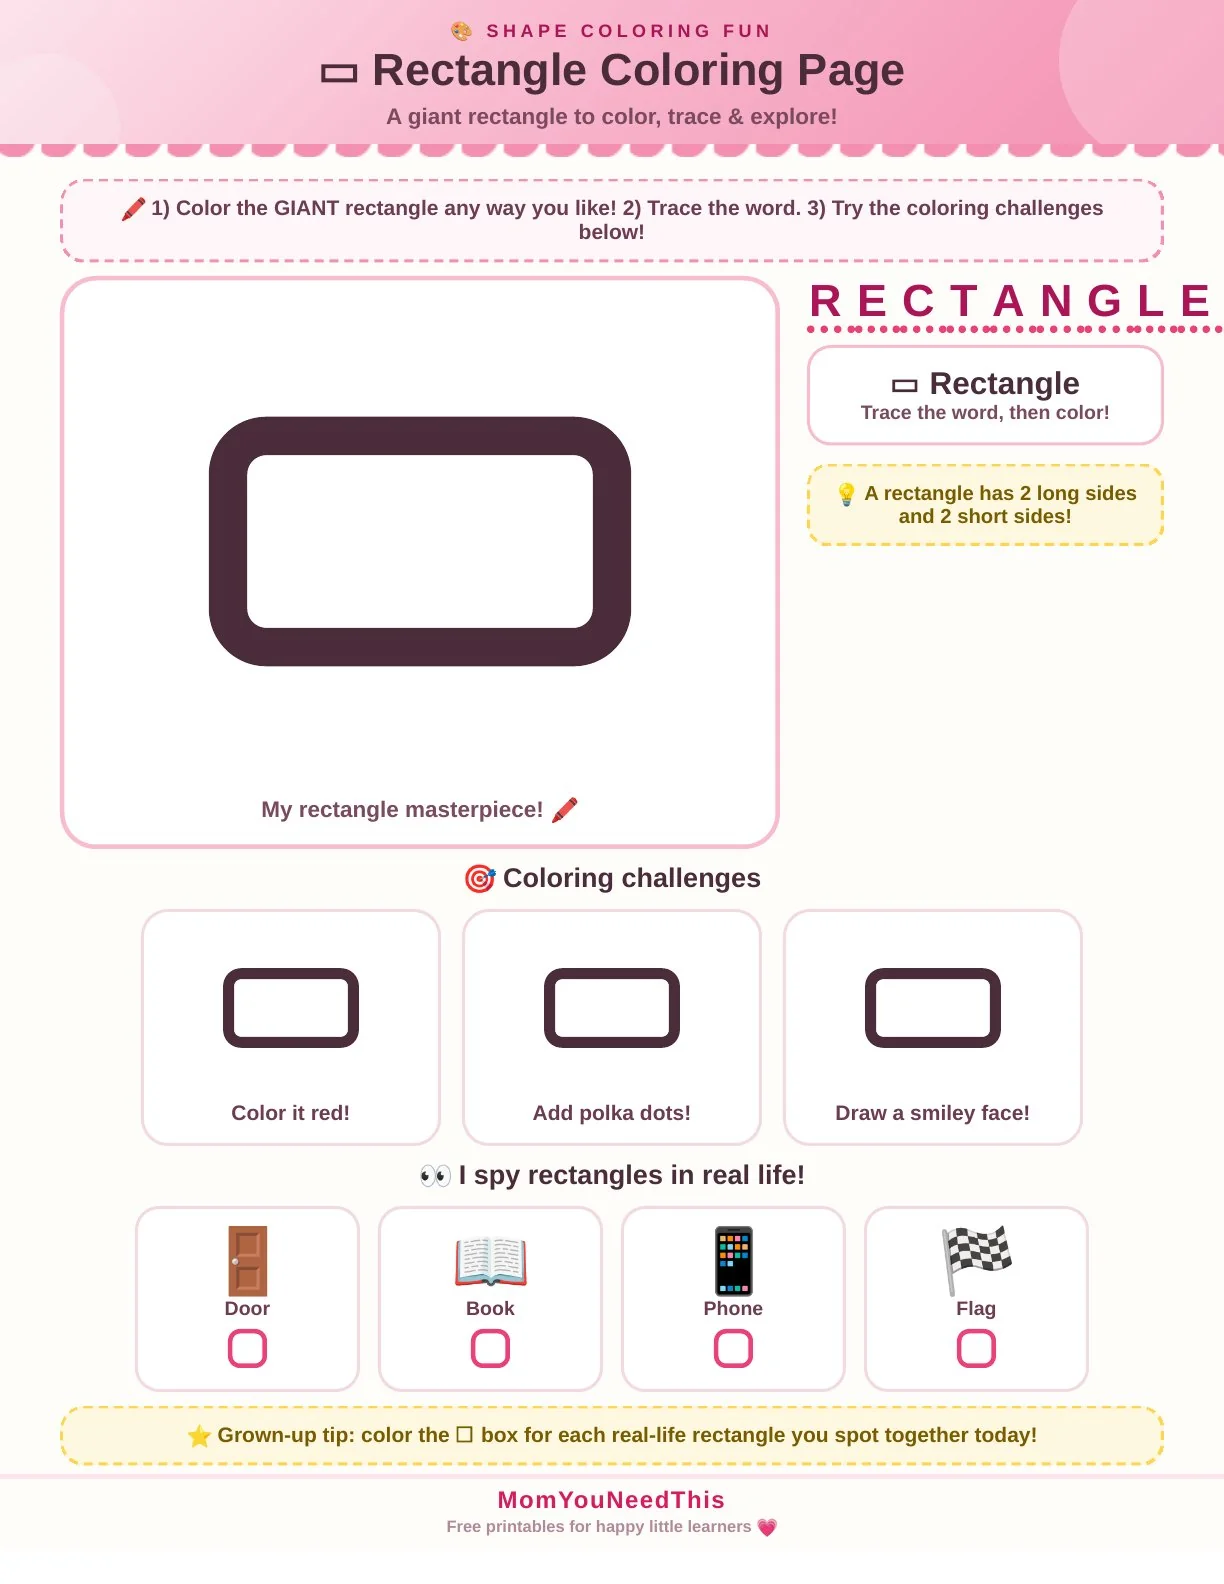 🎨 SHAPE COLORING FUN
▭ Rectangle Coloring Page
A giant rectangle to color, trace & explore!
🖍️ 1) Color the GIANT rectangle any way you like! 2) Trace the word. 3) Try the coloring challenges
below!
RECTANGLE
▭ Rectangle
Trace the word, then color!
💡 A rectangle has 2 long sides
and 2 short sides!
My rectangle masterpiece! 🖍️
🎯 Coloring challenges
Color it red!
Add polka dots!
Draw a smiley face!
👀 I spy rectangles in real life!
Door
Book
Phone
Flag
⭐ Grown-up tip: color the ☐ box for each real-life rectangle you spot together today!
MomYouNeedThis
Free printables for happy little learners 💗